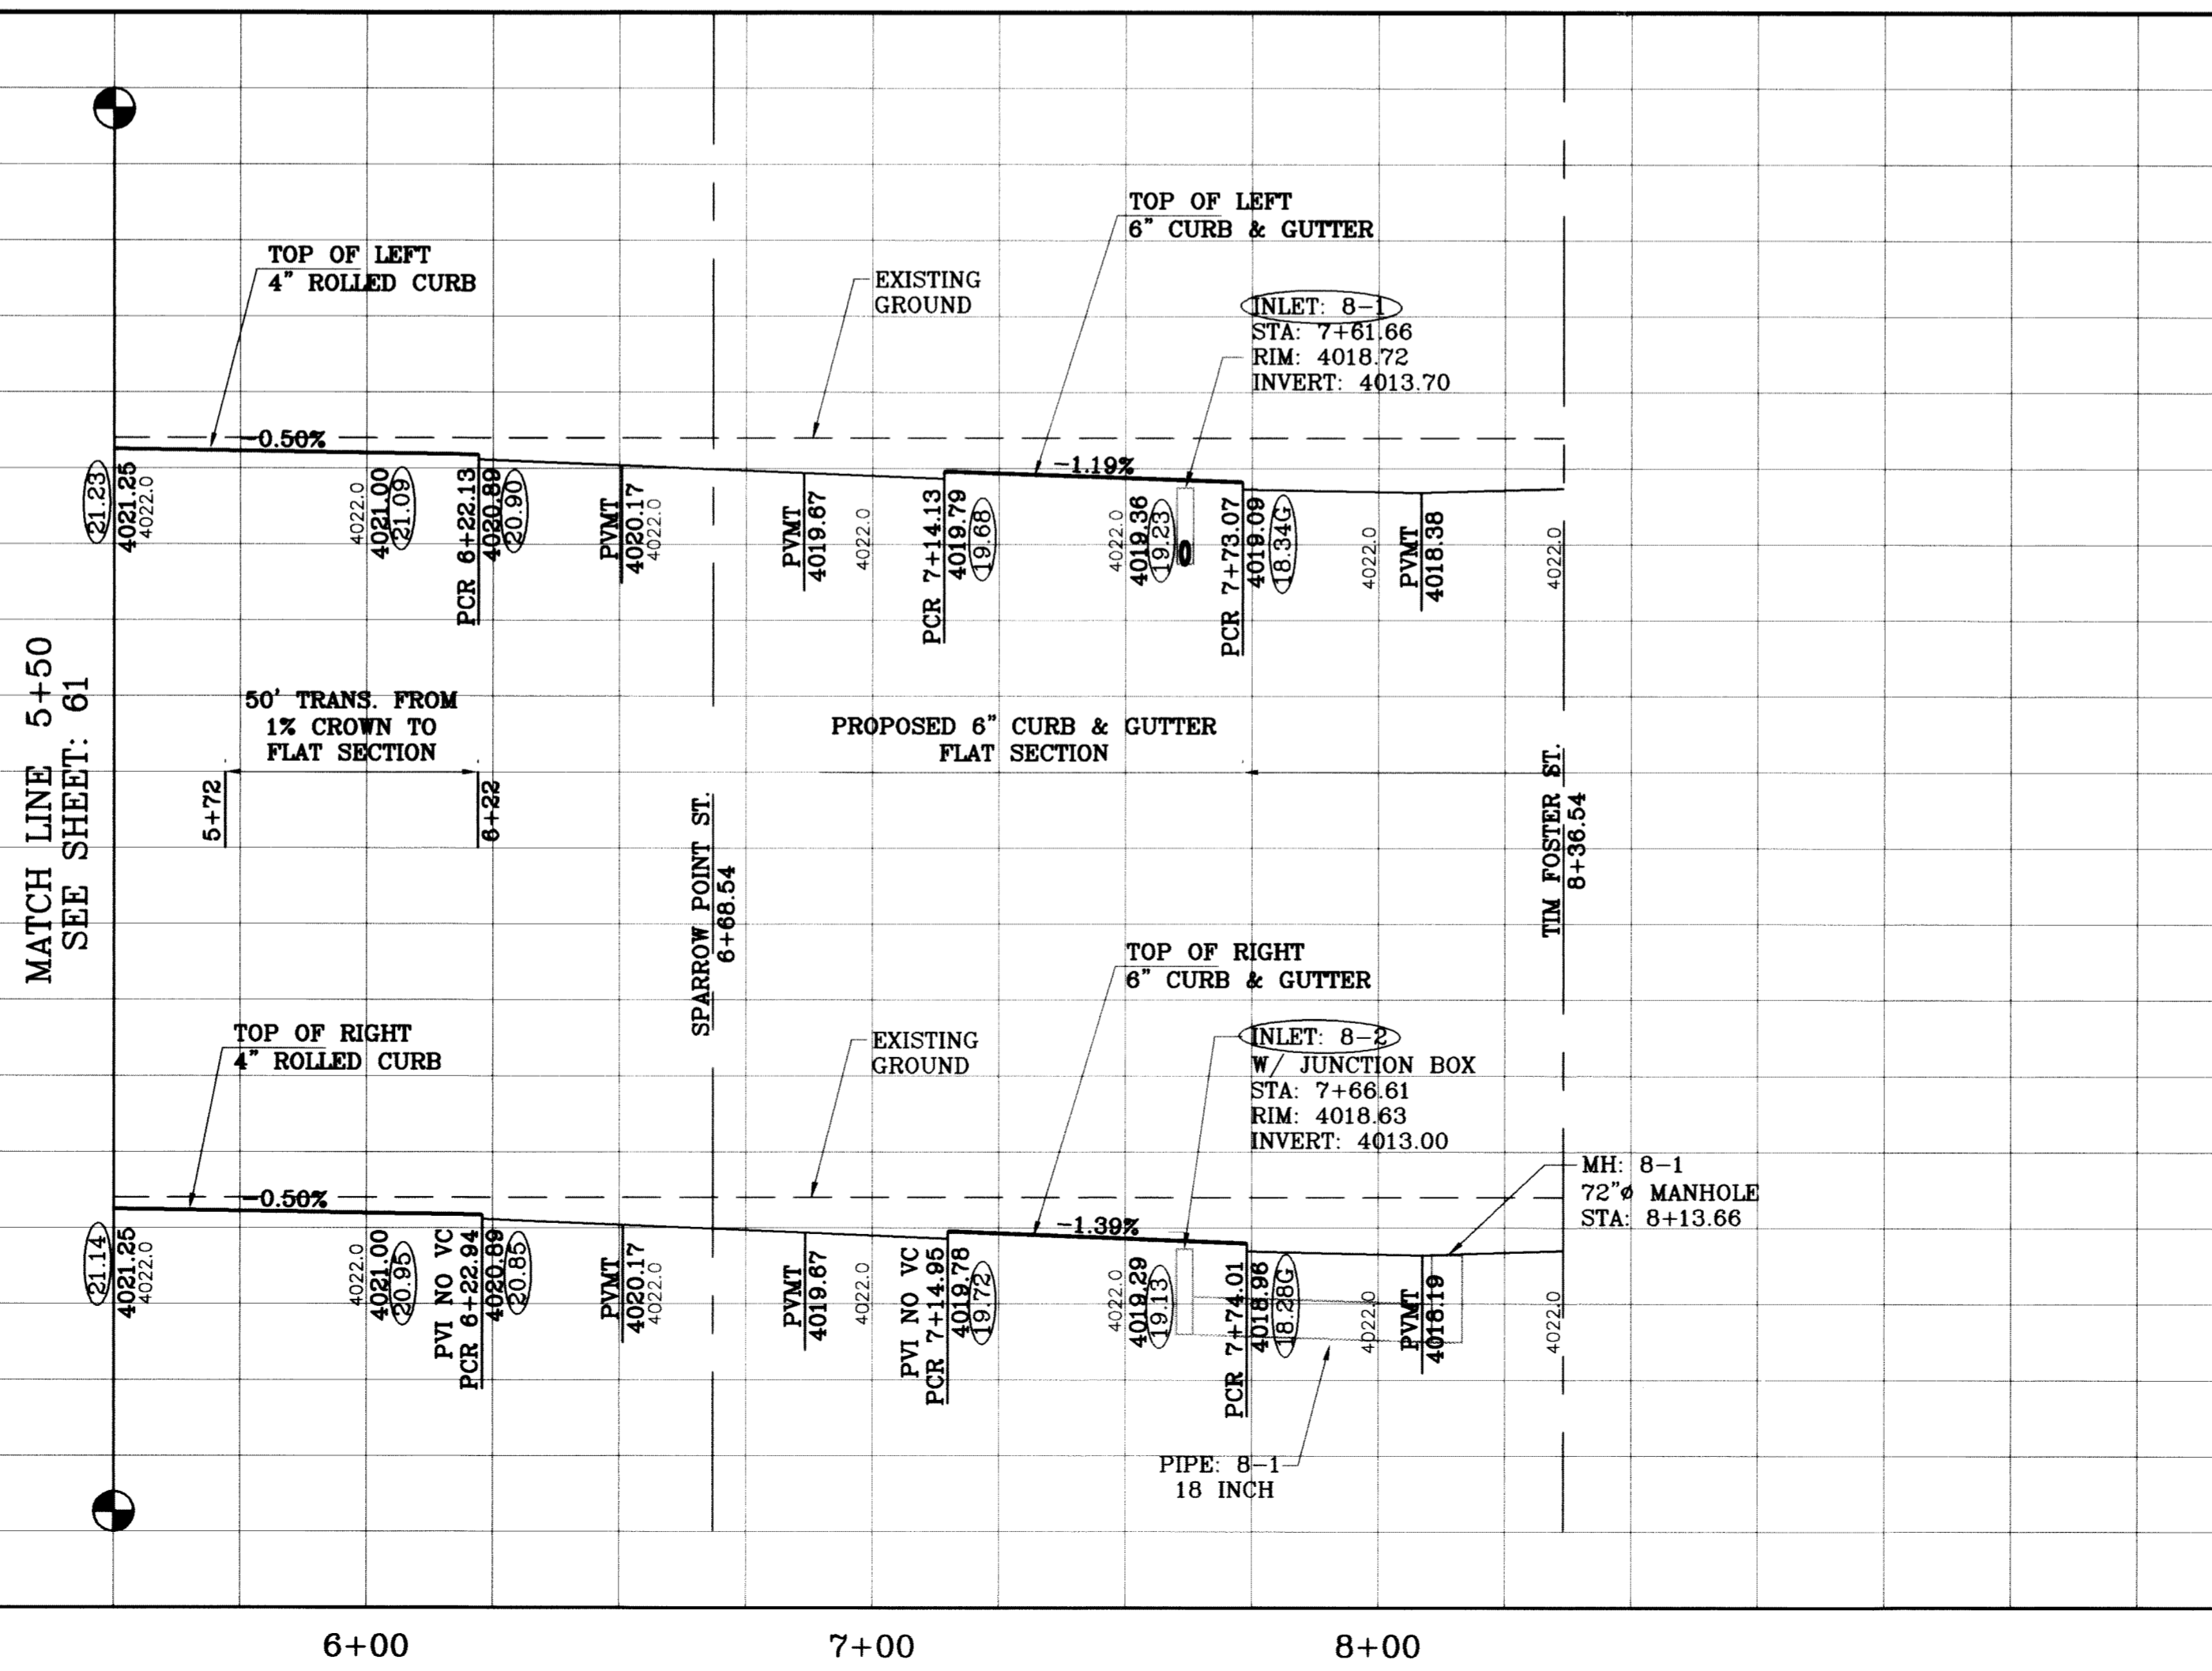 TOP OF LEFT
4" ROLLED CURB
EXISTING
GROUND
TOP OF LEFT
6" CURB & GUTTER
INLET: 8-1
STA: 7+61.66
RIM: 4018.72
INVERT: 4013.70
-0.50%
-1.19%
21.23
4021.25
4022.0
4022.0
4021.00
21.09
PCR 6+22.13
4020.89
20.90
PVMT
4020.17
4022.0
PVMT
4019.67
4022.0
PCR 7+14.13
4019.79
19.68
4022.0
4019.36
19.23
PCR 7+73.07
4019.09
18.34G
4022.0
PVMT
4018.38
4022.0
MATCH LINE 5+50
SEE SHEET: 61
50' TRANS. FROM
1% CROWN TO
FLAT SECTION
5+72
6+22
PROPOSED 6" CURB & GUTTER
FLAT SECTION
SPARROW POINT ST.
6+68.54
TIM FOSTER ST.
8+36.54
TOP OF RIGHT
4" ROLLED CURB
EXISTING
GROUND
TOP OF RIGHT
6" CURB & GUTTER
INLET: 8-2
W/ JUNCTION BOX
STA: 7+66.61
RIM: 4018.63
INVERT: 4013.00
MH: 8-1
72"ø MANHOLE
STA: 8+13.66
-0.50%
-1.39%
21.14
4021.25
4022.0
4022.0
4021.00
20.95
PVI NO VC
PCR 6+22.94
4020.89
20.85
PVMT
4020.17
4022.0
PVMT
4019.67
4022.0
PVI NO VC
PCR 7+14.95
4019.78
19.72
4022.0
4019.29
19.13
PCR 7+74.01
4018.96
18.28G
4022.0
PVMT
4018.19
4022.0
PIPE: 8-1
18 INCH
6+00
7+00
8+00